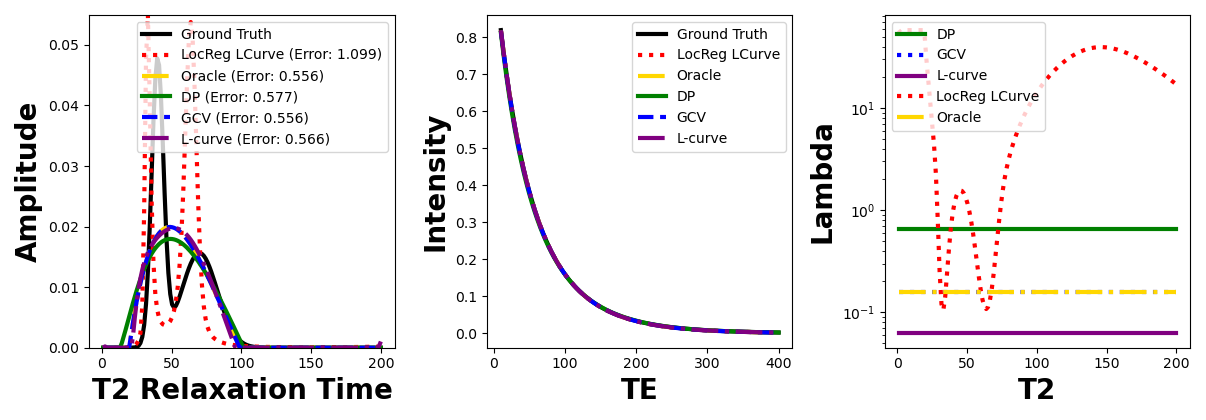 Amplitude
0.05
0.04
0.03
0.02
0.01
0.00
0
50
100
150
200
T2 Relaxation Time
Ground Truth
LocReg LCurve (Error: 1.099)
Oracle (Error: 0.556)
DP (Error: 0.577)
GCV (Error: 0.556)
L-curve (Error: 0.566)
Intensity
0.8
0.7
0.6
0.5
0.4
0.3
0.2
0.1
0.0
0
100
200
300
400
TE
Ground Truth
LocReg LCurve
Oracle
DP
GCV
L-curve
Lambda
10¹
10⁰
10⁻¹
0
50
100
150
200
T2
DP
GCV
L-curve
LocReg LCurve
Oracle